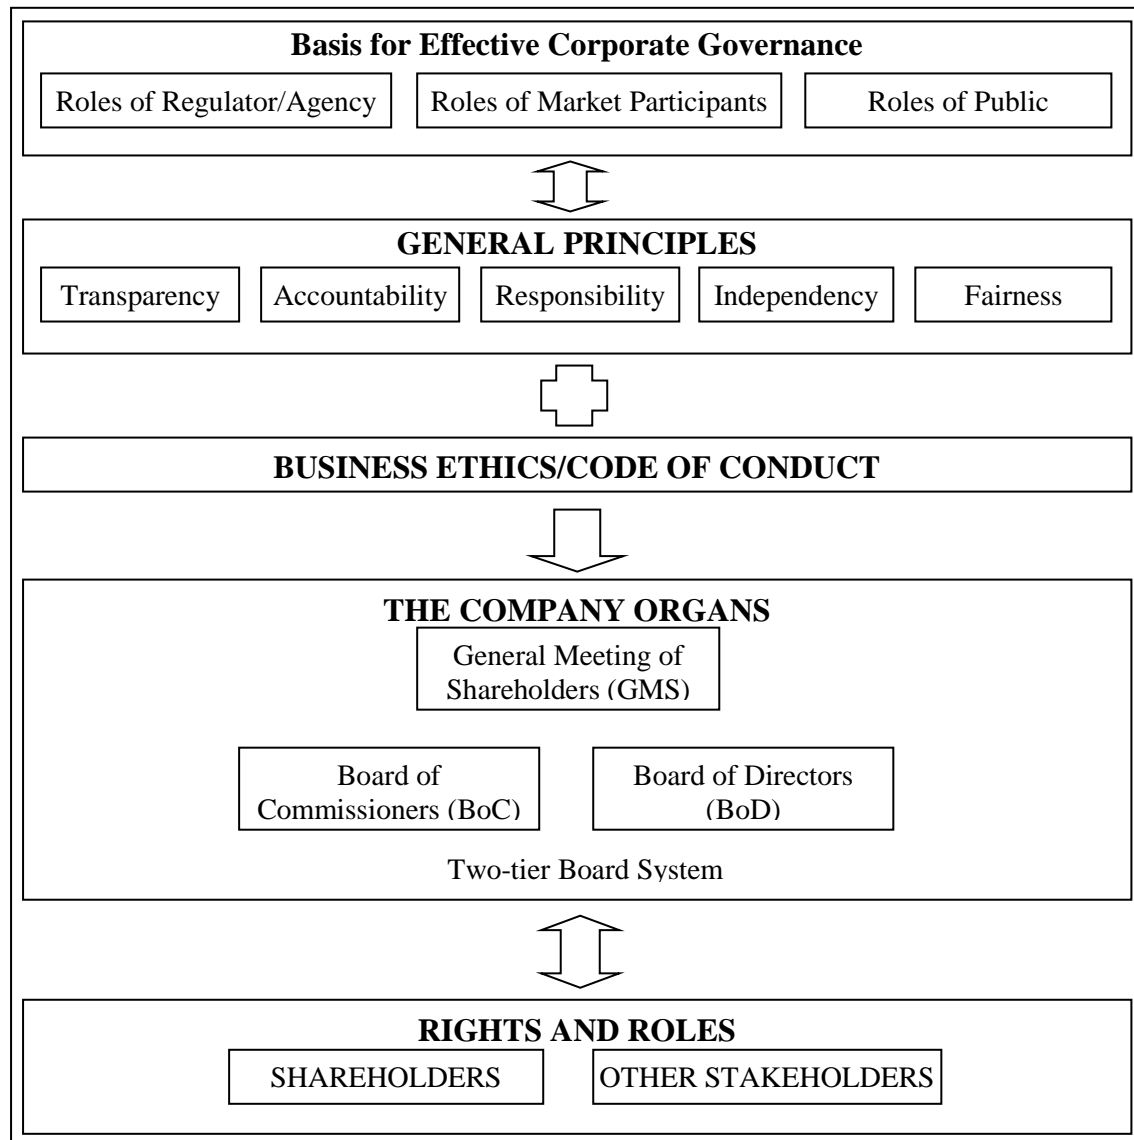 Basis for Effective Corporate Governance
Roles of Regulator/Agency
Roles of Market Participants
Roles of Public
GENERAL PRINCIPLES
Transparency
Accountability
Responsibility
Independency
Fairness
BUSINESS ETHICS/CODE OF CONDUCT
THE COMPANY ORGANS
General Meeting of
Shareholders (GMS)
Board of
Commissioners (BoC)
Board of Directors
(BoD)
Two-tier Board System
RIGHTS AND ROLES
SHAREHOLDERS
OTHER STAKEHOLDERS